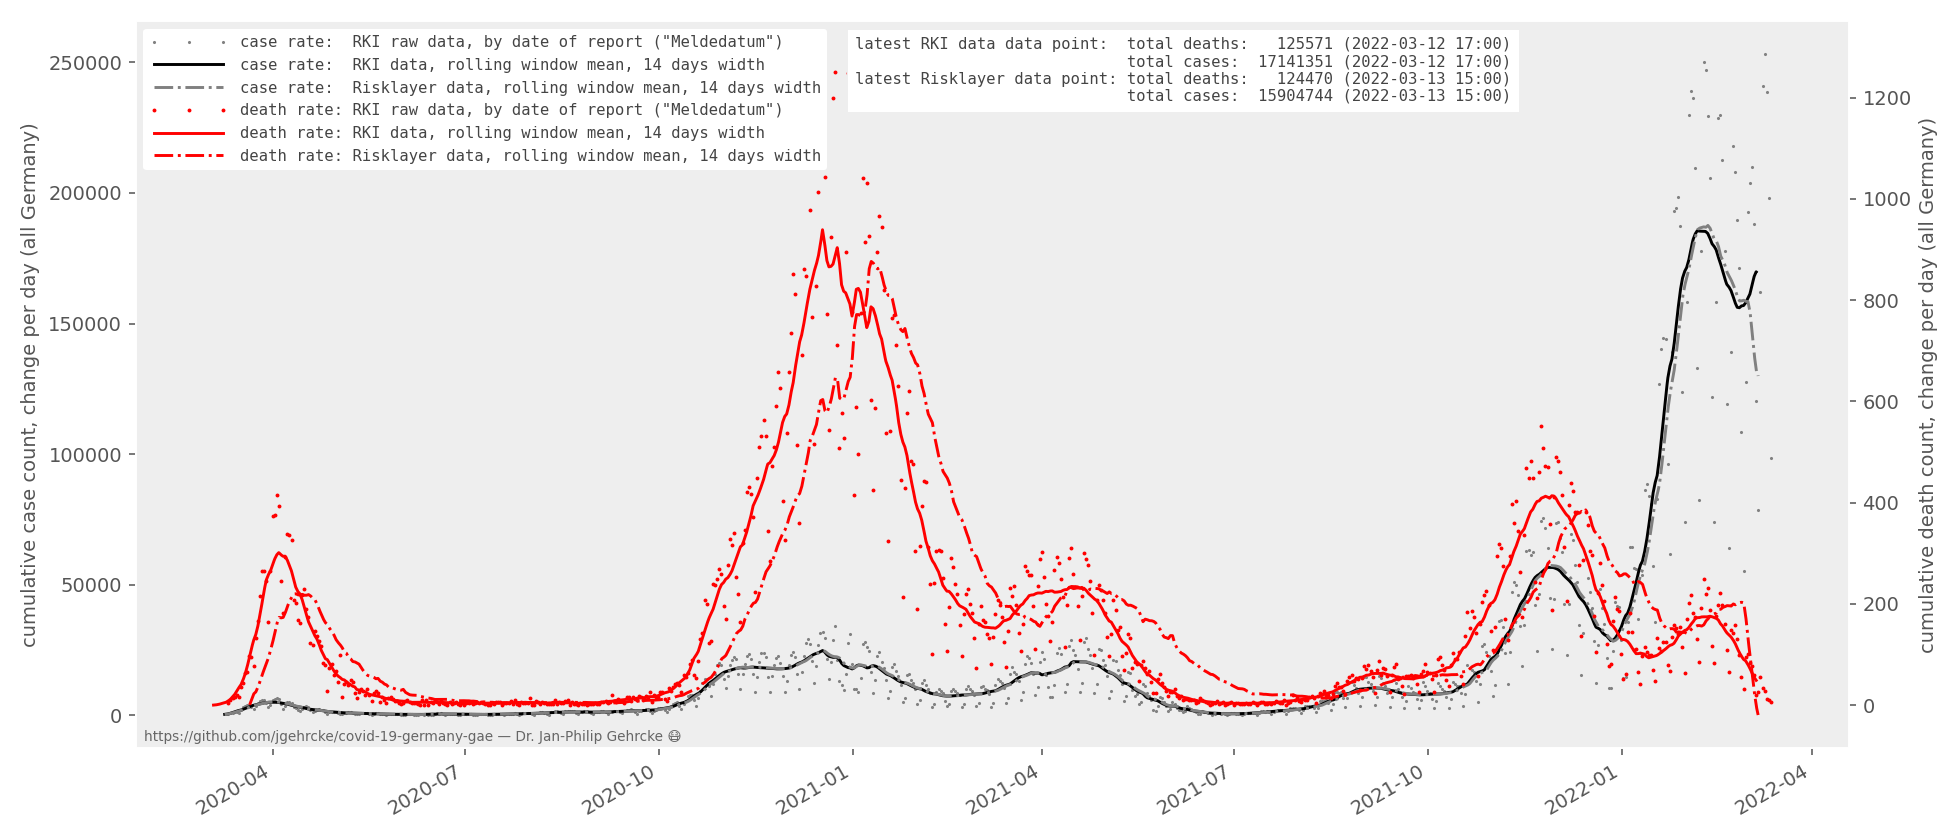 case rate:  RKI raw data, by date of report ("Meldedatum")
case rate:  RKI data, rolling window mean, 14 days width
case rate:  Risklayer data, rolling window mean, 14 days width
death rate: RKI raw data, by date of report ("Meldedatum")
death rate: RKI data, rolling window mean, 14 days width
death rate: Risklayer data, rolling window mean, 14 days width
latest RKI data data point:  total deaths:   125571 (2022-03-12 17:00)
total cases:  17141351 (2022-03-12 17:00)
latest Risklayer data point: total deaths:   124470 (2022-03-13 15:00)
total cases:  15904744 (2022-03-13 15:00)
cumulative case count, change per day (all Germany)
250000
200000
150000
100000
50000
0
1200
1000
800
600
400
200
0
cumulative death count, change per day (all Germany)
https://github.com/jgehrcke/covid-19-germany-gae — Dr. Jan-Philip Gehrcke 😷
2020-04
2020-07
2020-10
2021-01
2021-04
2021-07
2021-10
2022-01
2022-04